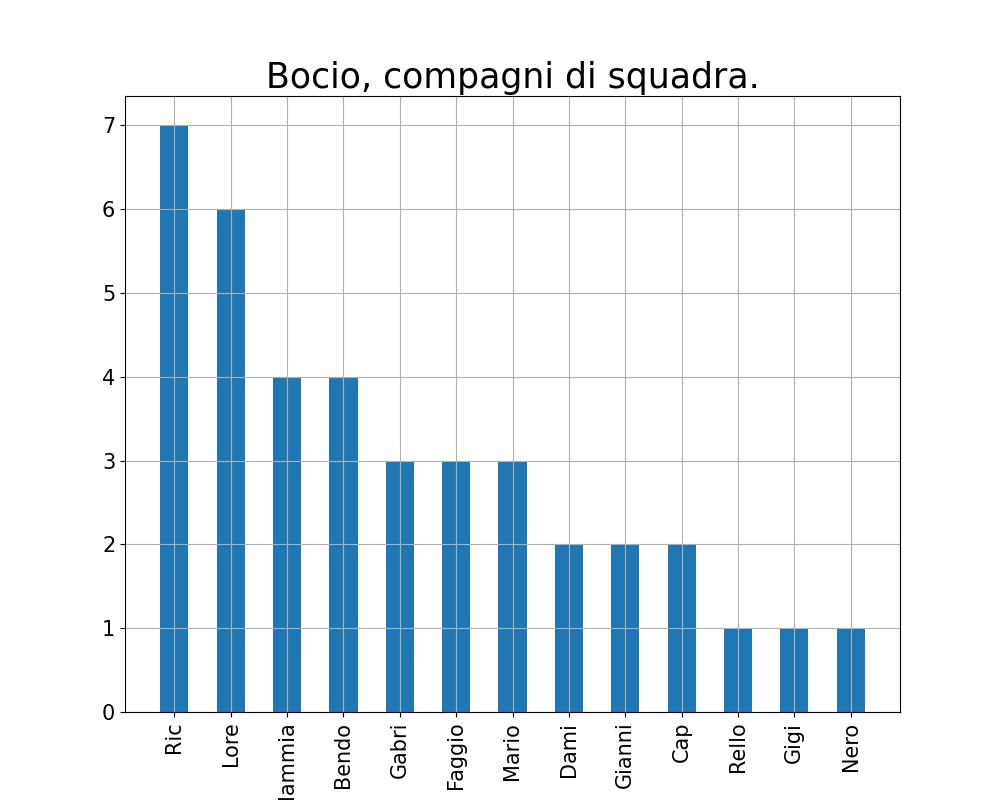 Bocio, compagni di squadra.
7
6
5
4
3
2
1
0
Ric
Lore
Bendo
Gabri
Faggio
Mario
Dami
Gianni
Cap
Rello
Gigi
Nero